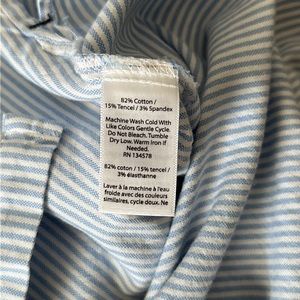 82% Cotton /
15% Tencel / 3% Spandex
Machine Wash Cold With
Like Colors Gentle Cycle.
Do Not Bleach. Tumble
Dry Low. Warm Iron If
Needed.
RN 134578
82% coton / 15% tencel /
3% élasthanne
Laver à la machine à l'eau
froide avec des couleurs
similaires, cycle doux. Ne